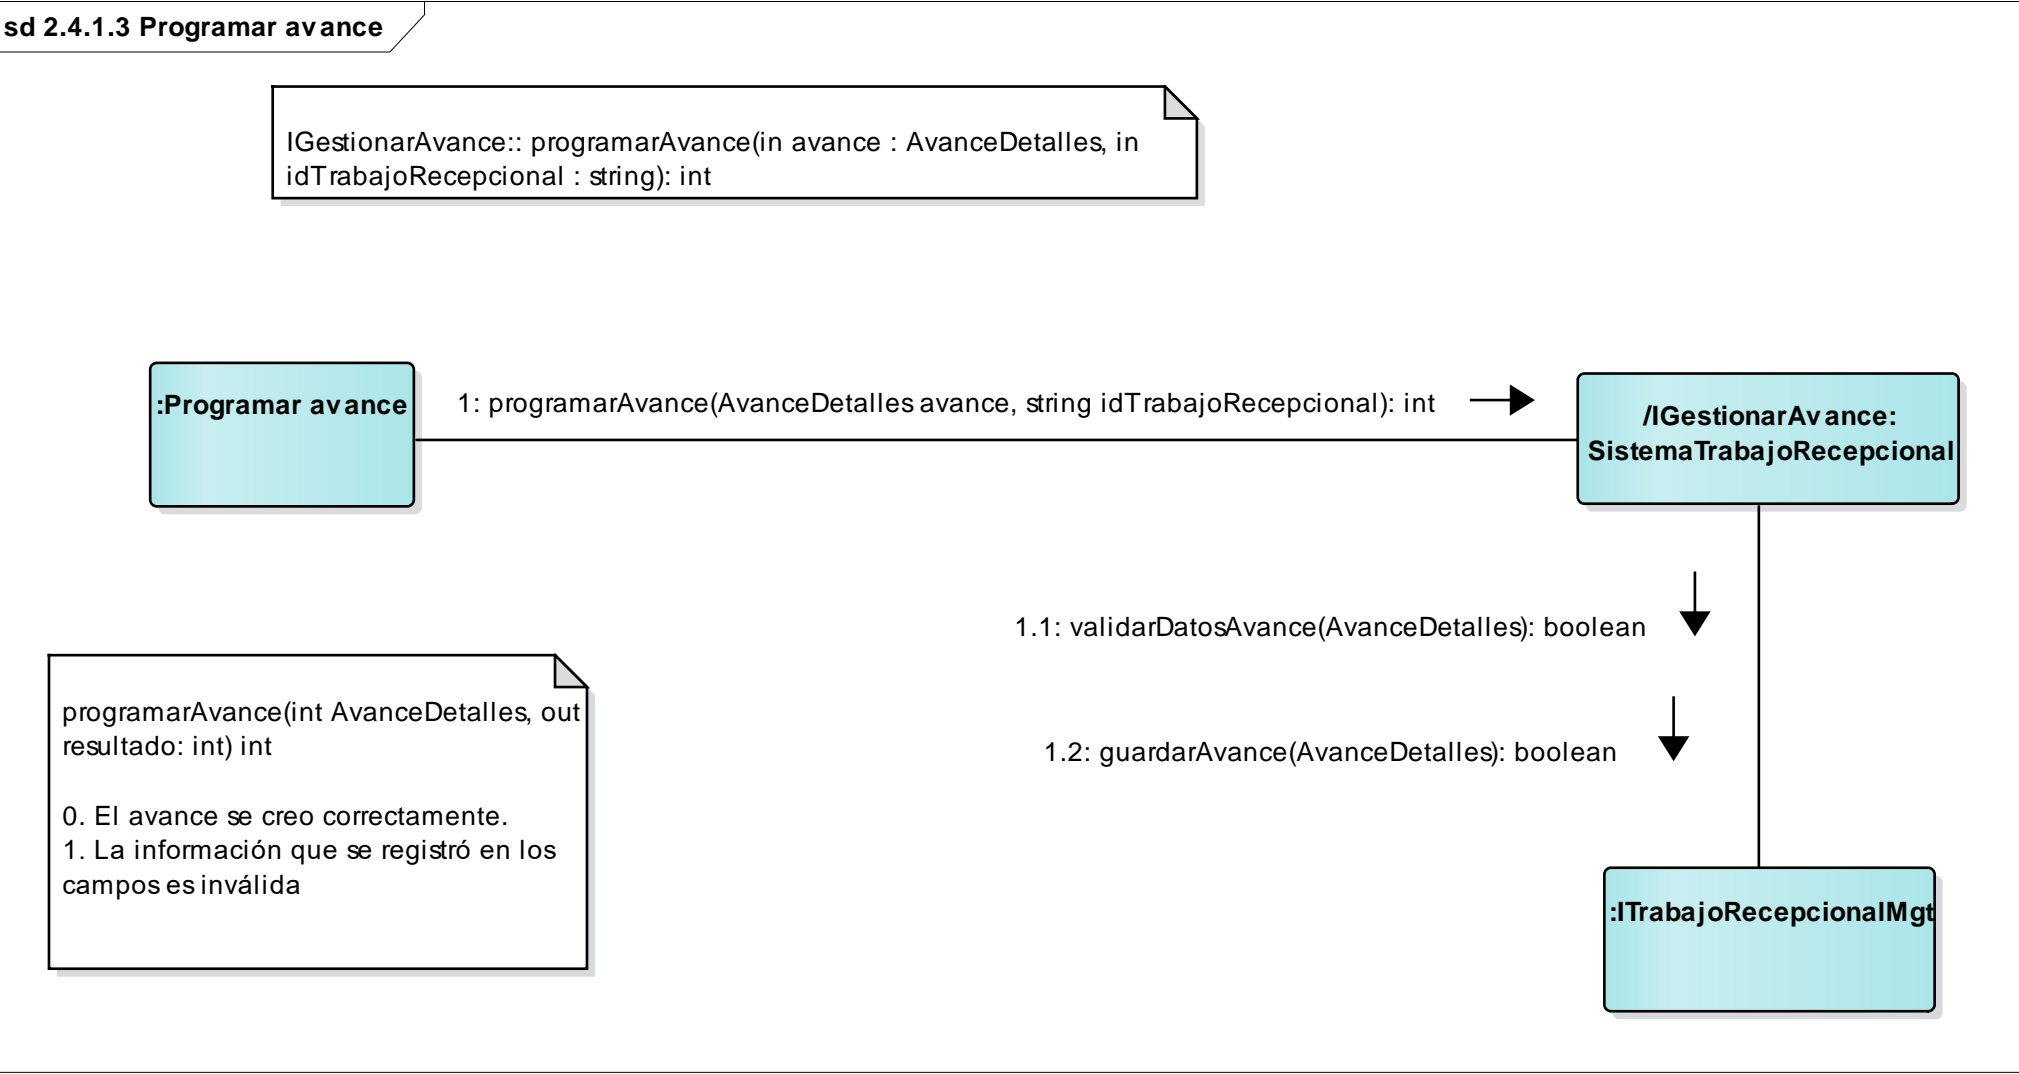 sd 2.4.1.3 Programar avance
IGestionarAvance:: programarAvance(in avance : AvanceDetalles, in
idTrabajoRecepcional : string): int
:Programar avance
1: programarAvance(AvanceDetalles avance, string idTrabajoRecepcional): int
/IGestionarAvance:
SistemaTrabajoRecepcional
1.1: validarDatosAvance(AvanceDetalles): boolean
1.2: guardarAvance(AvanceDetalles): boolean
programarAvance(int AvanceDetalles, out
resultado: int) int
0. El avance se creo correctamente.
1. La información que se registró en los
campos es inválida
:ITrabajoRecepcionalMgt